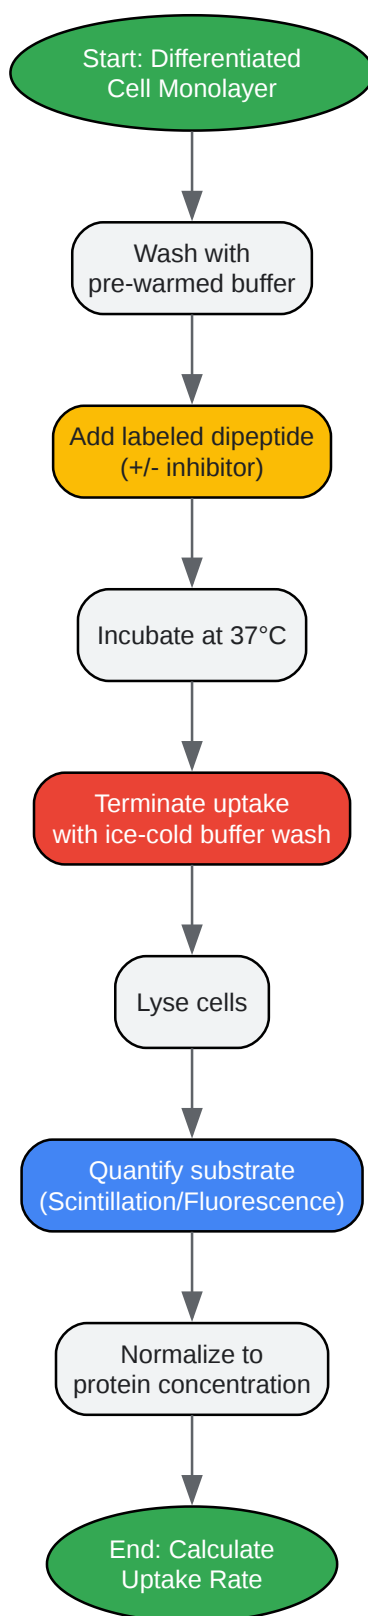 Start: Differentiated
Cell Monolayer
Wash with
pre-warmed buffer
Add labeled dipeptide
(+/- inhibitor)
Incubate at 37°C
Terminate uptake
with ice-cold buffer wash
Lyse cells
Quantify substrate
(Scintillation/Fluorescence)
Normalize to
protein concentration
End: Calculate
Uptake Rate